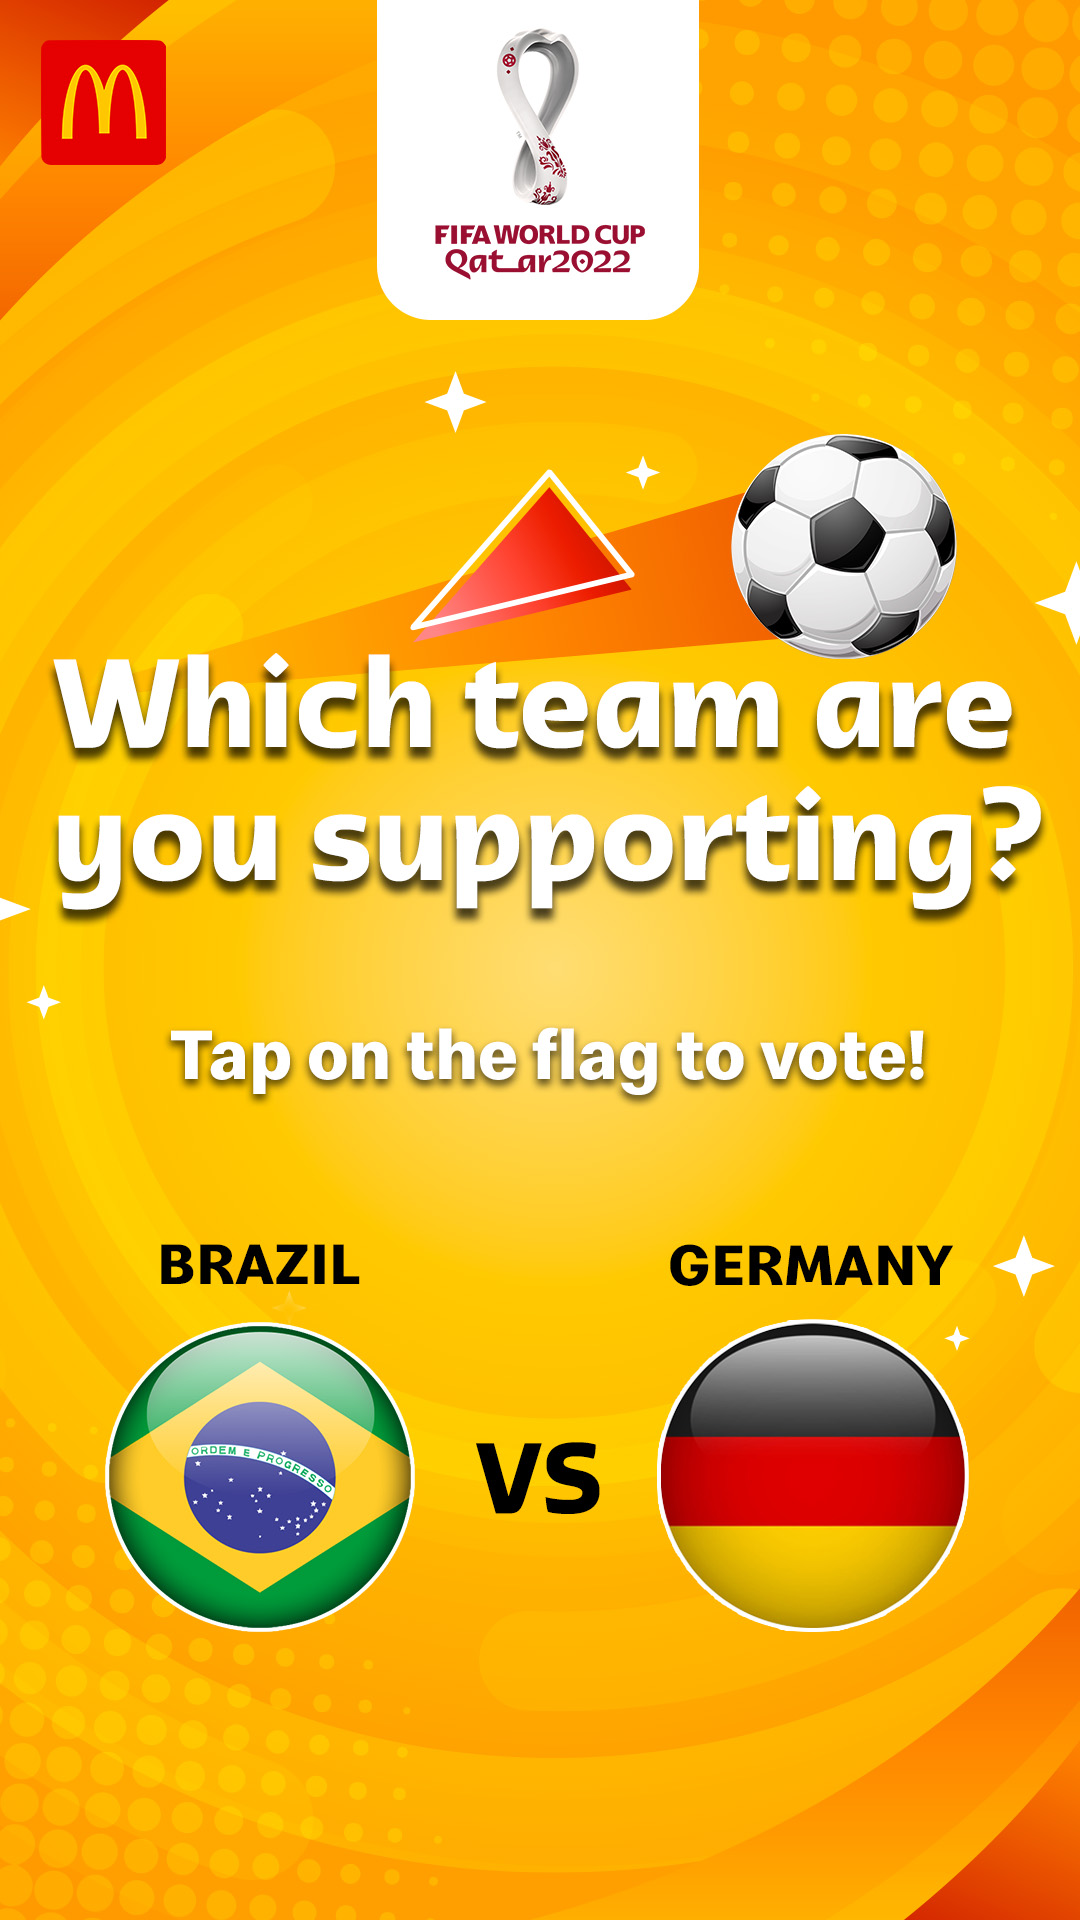 FIFA WORLD CUP
Qatar2022
Which team are
you supporting?
Tap on the flag to vote!
BRAZIL
GERMANY
ORDEM E PROGRESSO
VS